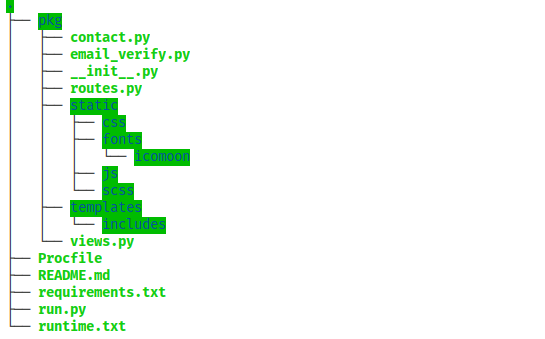 .
├── pkg
│   ├── contact.py
│   ├── email_verify.py
│   ├── __init__.py
│   ├── routes.py
│   ├── static
│   │   ├── css
│   │   ├── fonts
│   │   │   └── icomoon
│   │   ├── js
│   │   └── scss
│   ├── templates
│   │   └── includes
│   └── views.py
├── Procfile
├── README.md
├── requirements.txt
├── run.py
└── runtime.txt